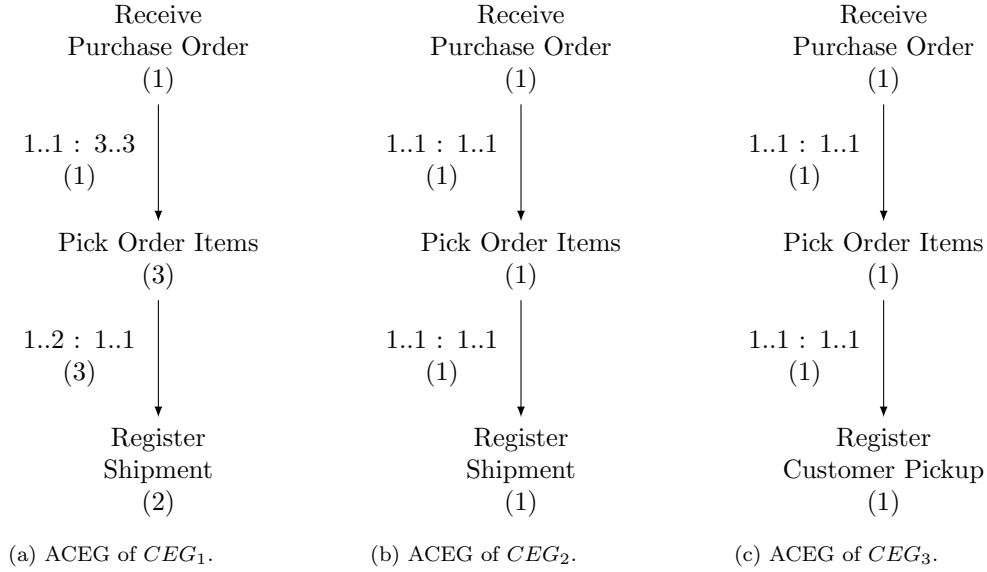 Receive
Purchase Order
(1)
1..1 : 3..3
(1)
Pick Order Items
(3)
1..2 : 1..1
(3)
Register
Shipment
(2)
(a) ACEG of CEG1.
Receive
Purchase Order
(1)
1..1 : 1..1
(1)
Pick Order Items
(1)
1..1 : 1..1
(1)
Register
Shipment
(1)
(b) ACEG of CEG2.
Receive
Purchase Order
(1)
1..1 : 1..1
(1)
Pick Order Items
(1)
1..1 : 1..1
(1)
Register
Customer Pickup
(1)
(c) ACEG of CEG3.